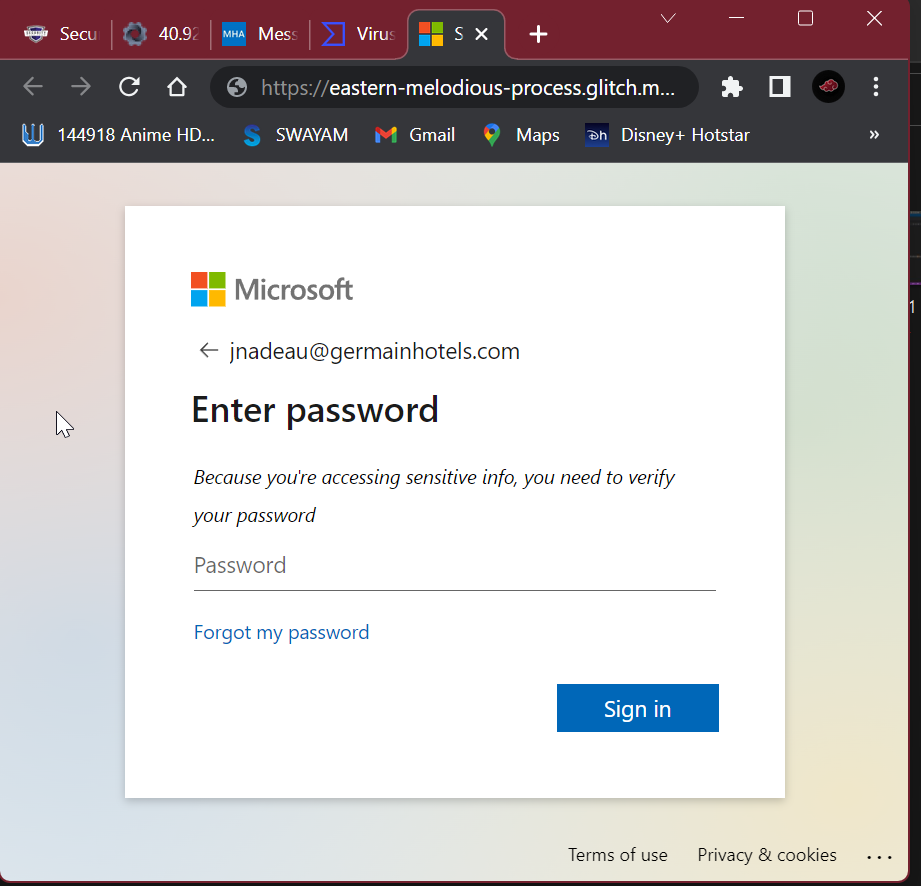 Secu 40.92 Mess Virus S
https://eastern-melodious-process.glitch.m...
144918 Anime HD... SWAYAM Gmail Maps Disney+ Hotstar »
Microsoft
jnadeau@germainhotels.com
Enter password
Because you're accessing sensitive info, you need to verify
your password
Password
Forgot my password
Sign in
Terms of use Privacy & cookies ...